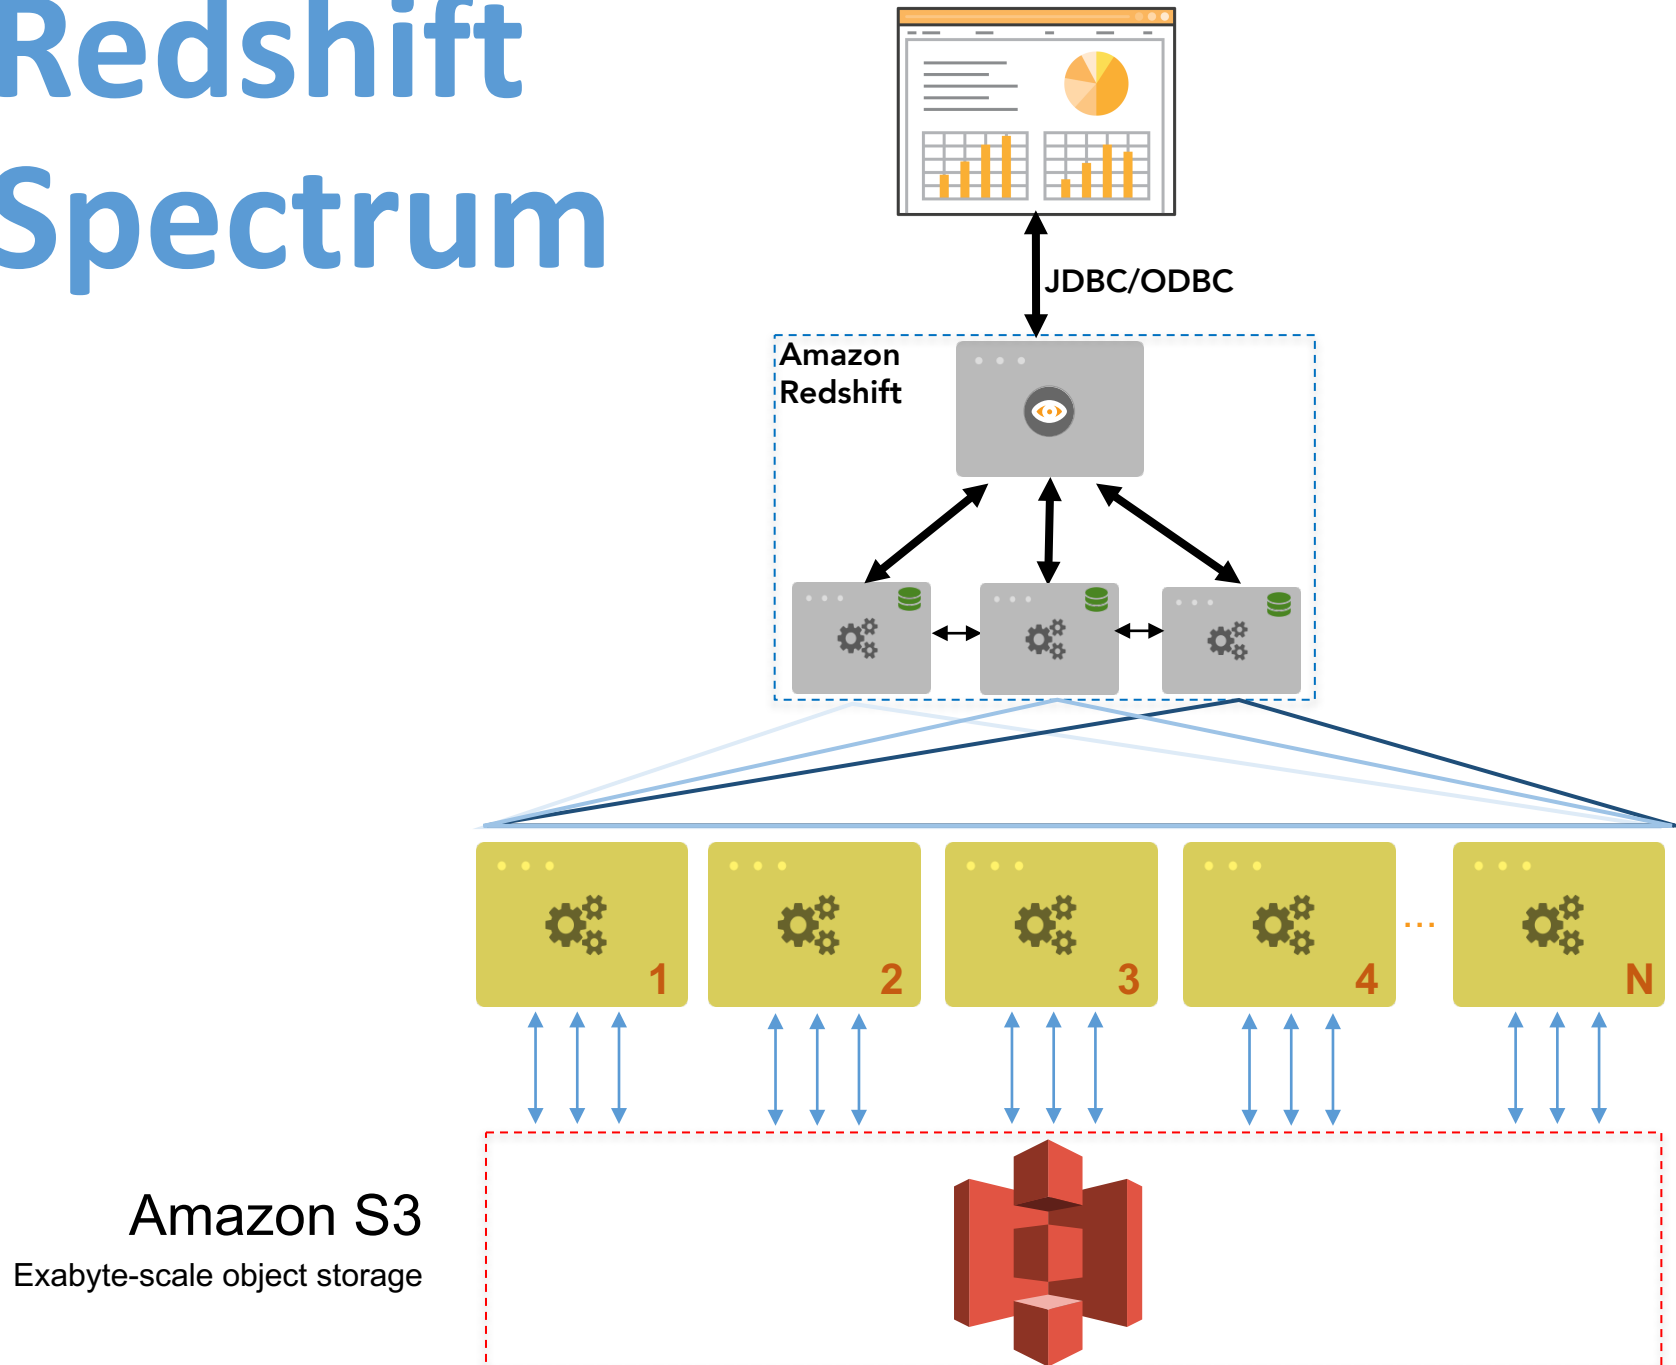 Redshift
Spectrum
JDBC/ODBC
Amazon
Redshift
1
2
3
4
...
N
Amazon S3
Exabyte-scale object storage